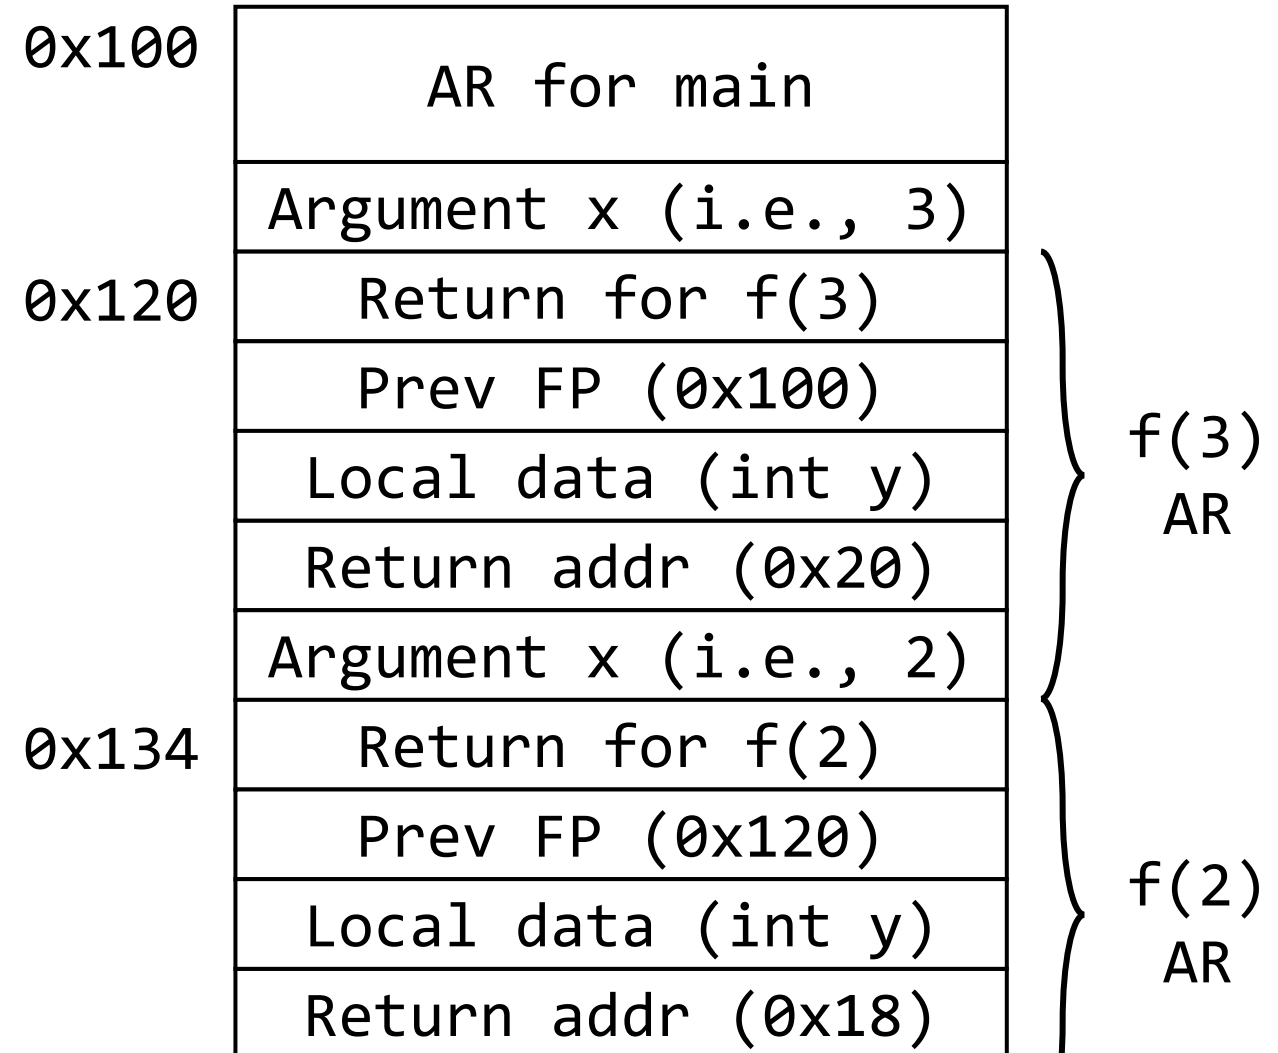 0x100
AR for main
Argument x (i.e., 3)
0x120
Return for f(3)
Prev FP (0x100)
Local data (int y)
Return addr (0x20)
f(3)
AR
Argument x (i.e., 2)
0x134
Return for f(2)
Prev FP (0x120)
Local data (int y)
Return addr (0x18)
f(2)
AR